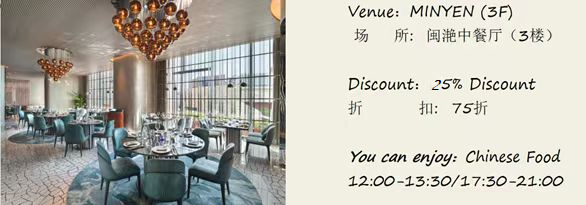 Venue: MINYEN (3F)
场 所: 闽滟中餐厅（3楼）
Discount: 25% Discount
折 扣: 75折
You can enjoy: Chinese Food
12:00-13:30/17:30-21:00